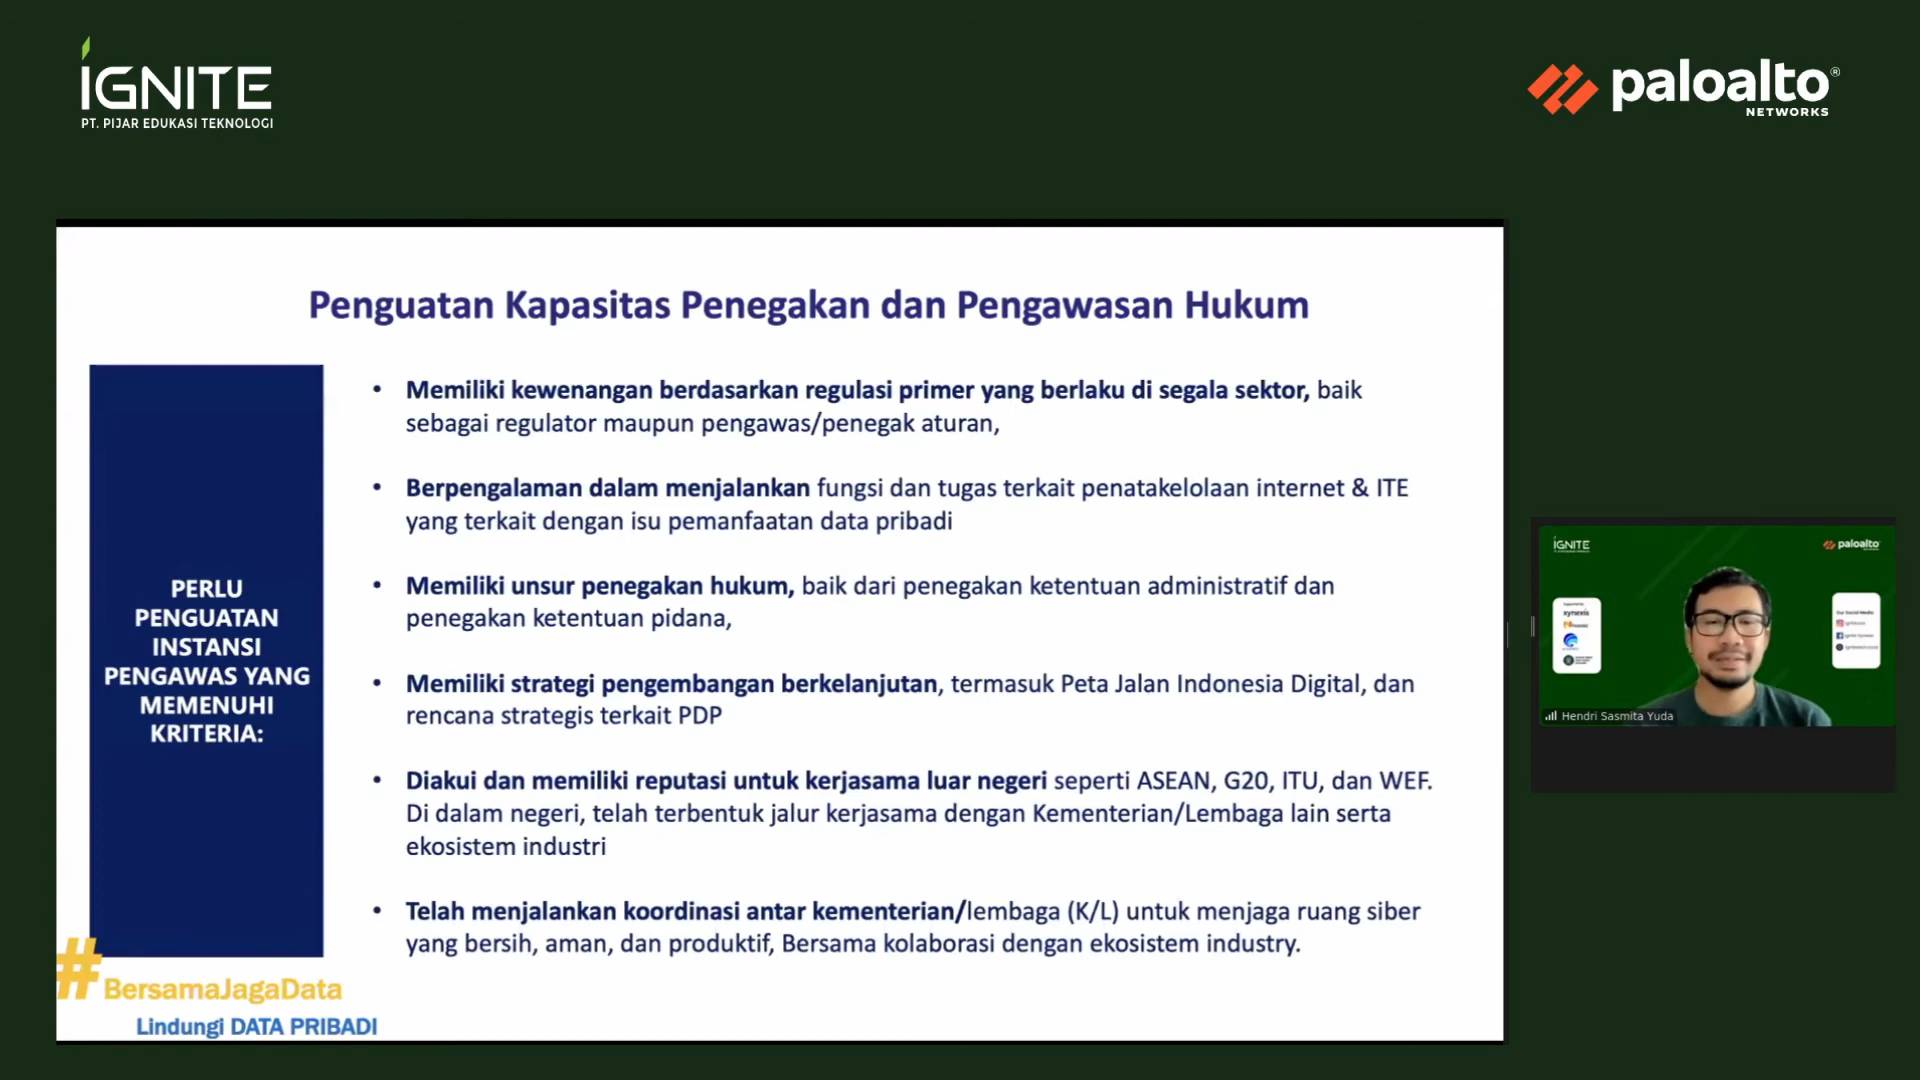 IGNITE
PT. PIJAR EDUKASI TEKNOLOGI
paloalto®
NETWORKS
Penguatan Kapasitas Penegakan dan Pengawasan Hukum
PERLU
PENGUATAN
INSTANSI
PENGAWAS YANG
MEMENUHI
KRITERIA:
• Memiliki kewenangan berdasarkan regulasi primer yang berlaku di segala sektor, baik
sebagai regulator maupun pengawas/penegak aturan,
• Berpengalaman dalam menjalankan fungsi dan tugas terkait penatakelolaan internet & ITE
yang terkait dengan isu pemanfaatan data pribadi
• Memiliki unsur penegakan hukum, baik dari penegakan ketentuan administratif dan
penegakan ketentuan pidana,
• Memiliki strategi pengembangan berkelanjutan, termasuk Peta Jalan Indonesia Digital, dan
rencana strategis terkait PDP
• Diakui dan memiliki reputasi untuk kerjasama luar negeri seperti ASEAN, G20, ITU, dan WEF.
Di dalam negeri, telah terbentuk jalur kerjasama dengan Kementerian/Lembaga lain serta
ekosistem industri
• Telah menjalankan koordinasi antar kementerian/lembaga (K/L) untuk menjaga ruang siber
yang bersih, aman, dan produktif, Bersama kolaborasi dengan ekosistem industry.
#BersamaJagaData
Lindungi DATA PRIBADI
IGNITE
paloalto
xynexis
Our Social Media
Hendri Sasmita Yuda